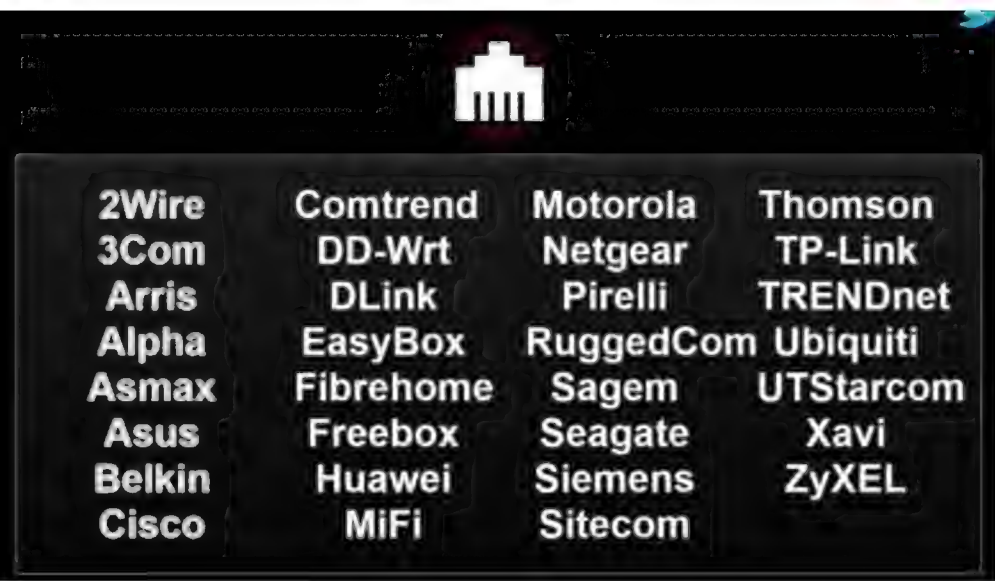 2Wire Comtrend Motorola Thomson
3Com DD-Wrt Netgear TP-Link
Arris DLink Pirelli TRENDnet
Alpha EasyBox RuggedCom Ubiquiti
Asmax Fibrehome Sagem UTStarcom
Asus Freebox Seagate Xavi
Belkin Huawei Siemens ZyXEL
Cisco MiFi Sitecom